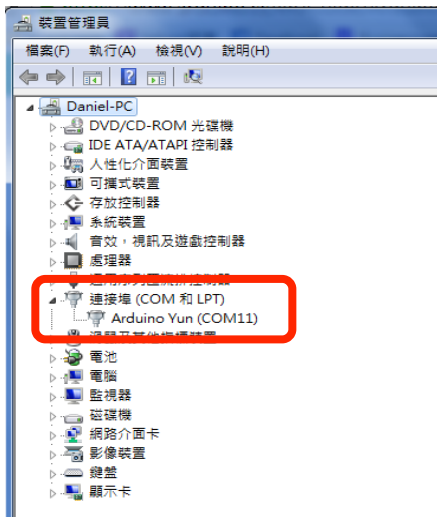 裝置管理員
檔案(F) 執行(A) 檢視(V) 說明(H)
Daniel-PC
DVD/CD-ROM 光碟機
IDE ATA/ATAPI 控制器
人性化介面裝置
可攜式裝置
存放控制器
系統裝置
音效，視訊及遊戲控制器
處理器
連接埠 (COM 和 LPT)
Arduino Yun (COM11)
電池
電腦
監視器
磁碟機
網路介面卡
影像裝置
鍵盤
顯示卡